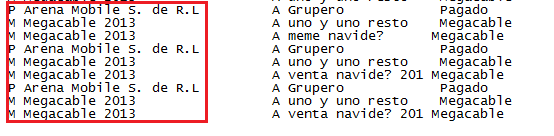 P Arena Mobile S. de R.L A Grupero Pagado
M Megacable 2013 A uno y uno resto Megacable
M Megacable 2013 A meme navide? Megacable
P Arena Mobile S. de R.L A Grupero Pagado
M Megacable 2013 A uno y uno resto Megacable
M Megacable 2013 A venta navide? 201 Megacable
P Arena Mobile S. de R.L A Grupero Pagado
M Megacable 2013 A uno y uno resto Megacable
M Megacable 2013 A venta navide? 201 Megacable